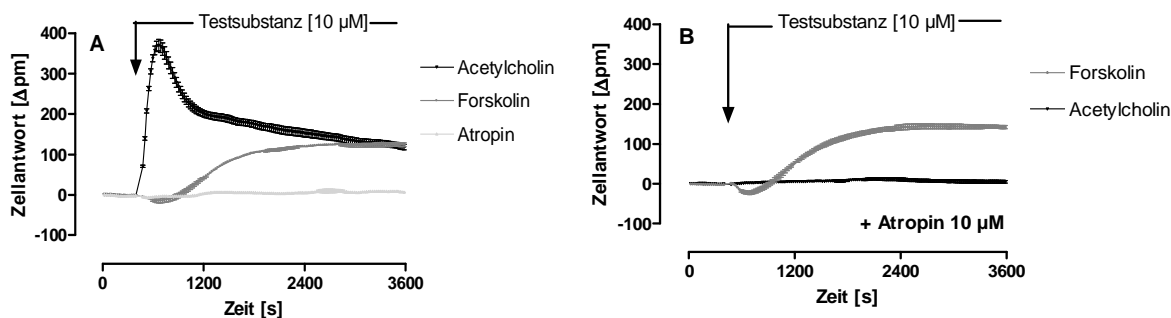 A
Testsubstanz [10 µM]
Zellantwort [Δpm]
400
300
200
100
0
-100
Acetylcholin
Forskolin
Atropin
0
1200
2400
3600
Zeit [s]
B
Testsubstanz [10 µM]
Zellantwort [Δpm]
400
300
200
100
0
-100
Forskolin
Acetylcholin
+ Atropin 10 µM
0
1200
2400
3600
Zeit [s]